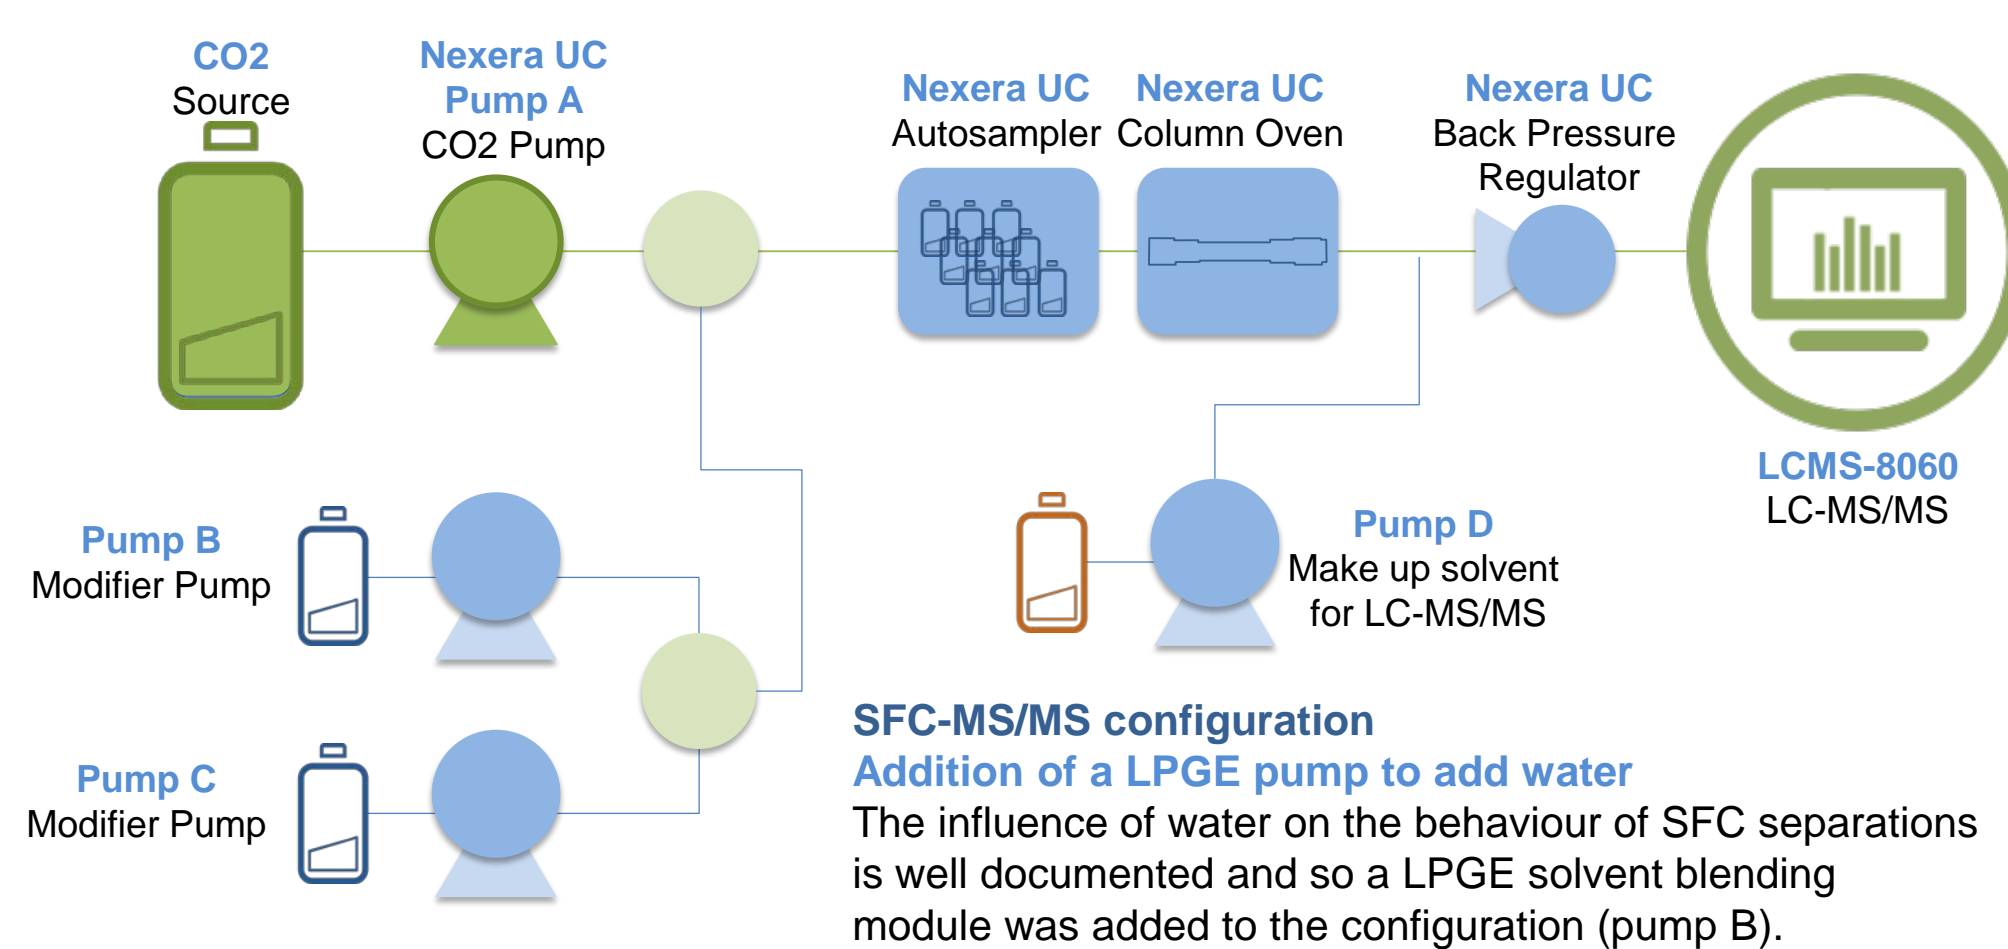 CO2
Source
Nexera UC
Pump A
CO2 Pump
Nexera UC
Autosampler
Nexera UC
Column Oven
Nexera UC
Back Pressure
Regulator
LCMS-8060
LC-MS/MS
Pump B
Modifier Pump
Pump D
Make up solvent
for LC-MS/MS
Pump C
Modifier Pump
SFC-MS/MS configuration
Addition of a LPGE pump to add water
The influence of water on the behaviour of SFC separations
is well documented and so a LPGE solvent blending
module was added to the configuration (pump B).